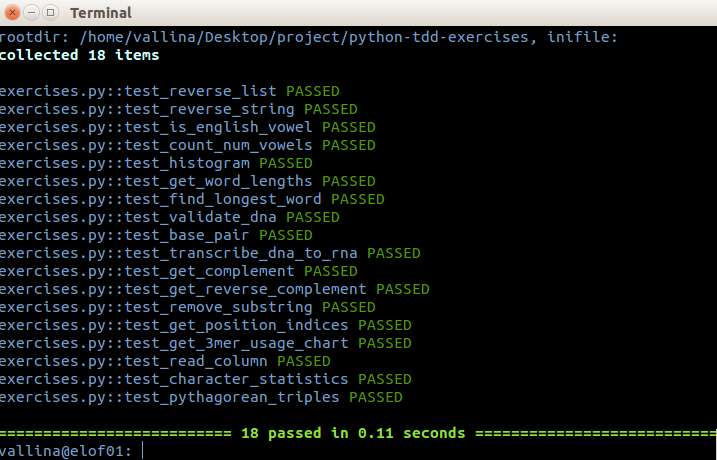 Terminal
rootdir: /home/vallina/Desktop/project/python-tdd-exercises, inifile:
collected 18 items
exercises.py::test_reverse_list PASSED
exercises.py::test_reverse_string PASSED
exercises.py::test_is_english_vowel PASSED
exercises.py::test_count_num_vowels PASSED
exercises.py::test_histogram PASSED
exercises.py::test_get_word_lengths PASSED
exercises.py::test_find_longest_word PASSED
exercises.py::test_validate_dna PASSED
exercises.py::test_base_pair PASSED
exercises.py::test_transcribe_dna_to_rna PASSED
exercises.py::test_get_complement PASSED
exercises.py::test_get_reverse_complement PASSED
exercises.py::test_remove_substring PASSED
exercises.py::test_get_position_indices PASSED
exercises.py::test_get_3mer_usage_chart PASSED
exercises.py::test_read_column PASSED
exercises.py::test_character_statistics PASSED
exercises.py::test_pythagorean_triples PASSED
========================== 18 passed in 0.11 seconds ===========================
vallina@elof01: